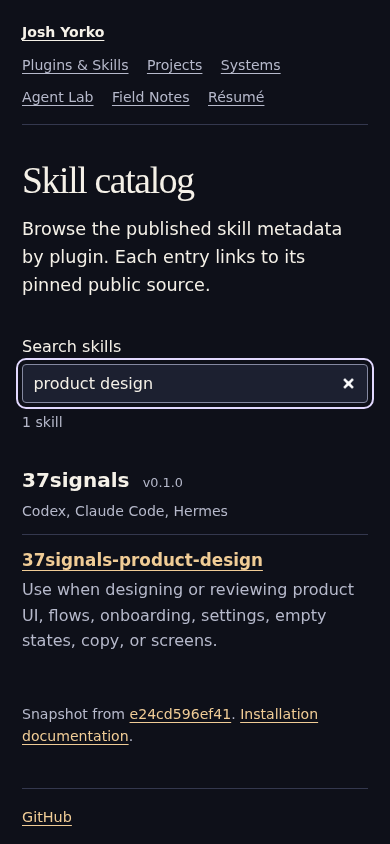 Josh Yorko
Plugins & Skills Projects Systems
Agent Lab Field Notes Résumé
Skill catalog
Browse the published skill metadata
by plugin. Each entry links to its
pinned public source.
Search skills
product design
1 skill
37signals v0.1.0
Codex, Claude Code, Hermes
37signals-product-design
Use when designing or reviewing product
UI, flows, onboarding, settings, empty
states, copy, or screens.
Snapshot from e24cd596ef41. Installation
documentation.
GitHub